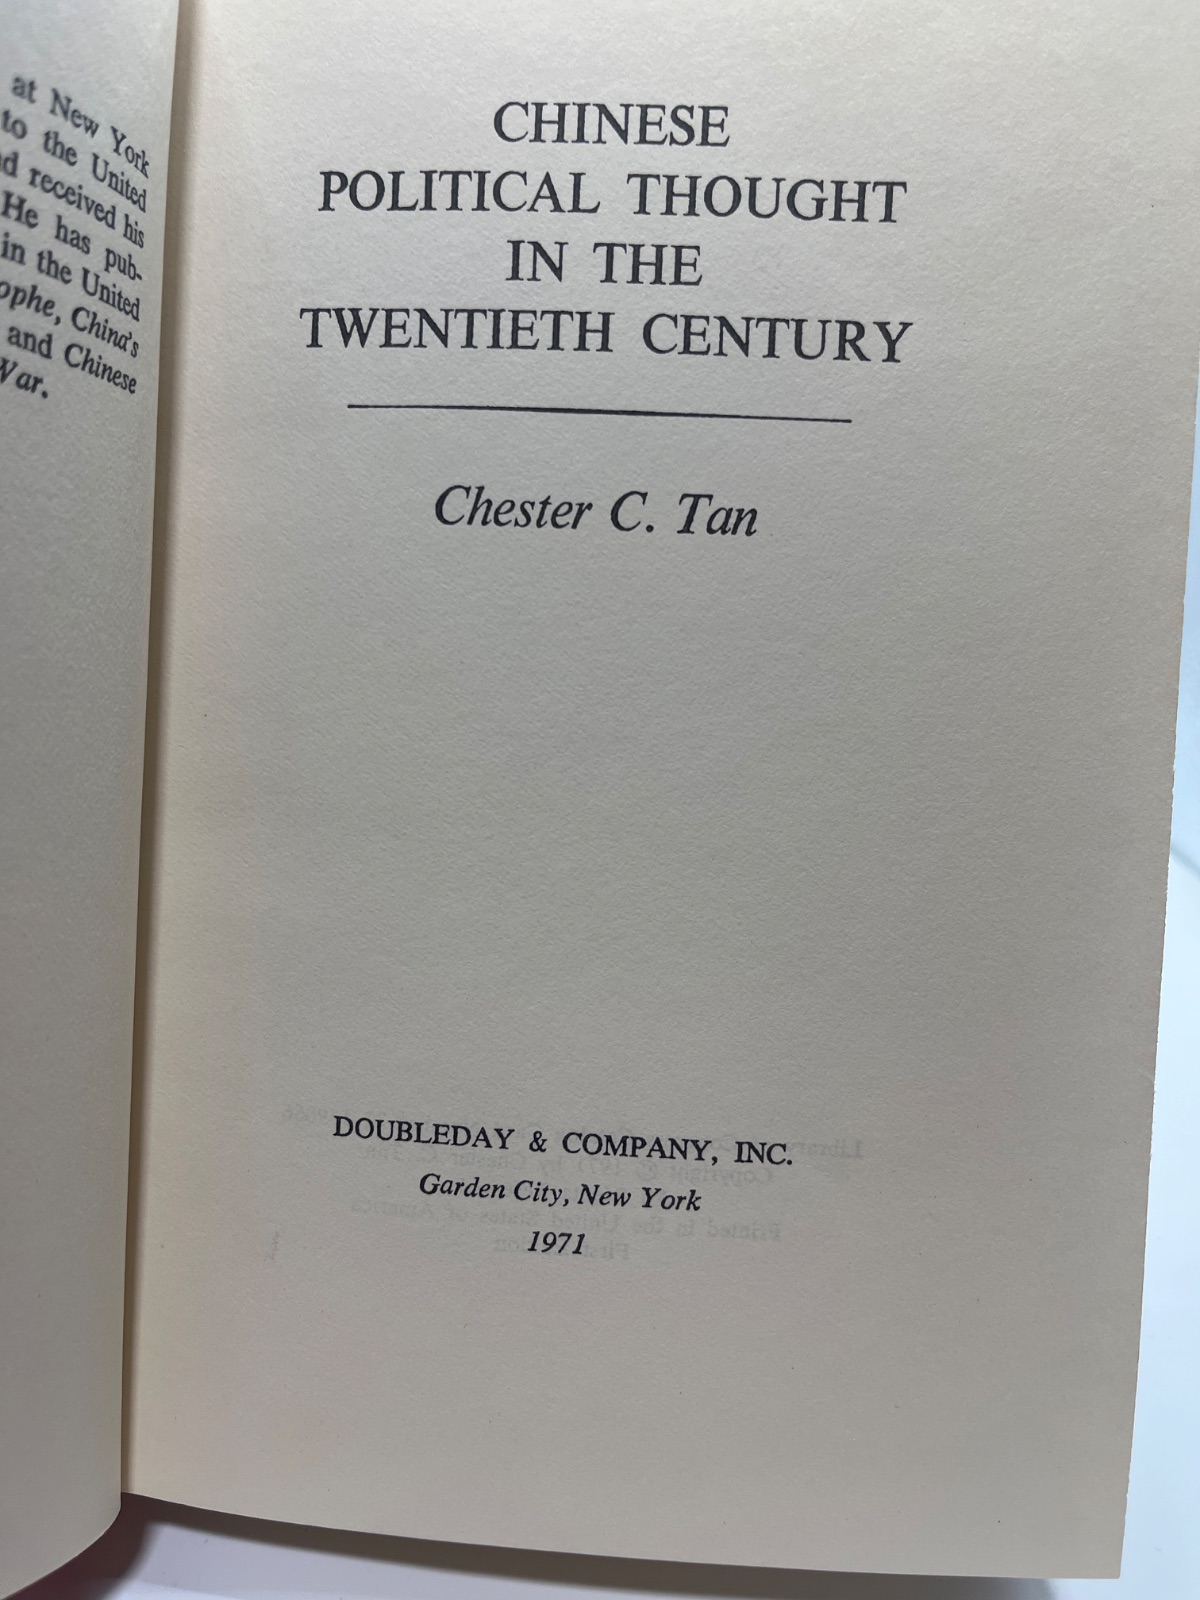 at New York
to the United
received his
He has pub-
in the United
China's
and Chinese
War.
CHINESE
POLITICAL THOUGHT
IN THE
TWENTIETH CENTURY
Chester C. Tan
DOUBLEDAY & COMPANY, INC.
Garden City, New York
1971